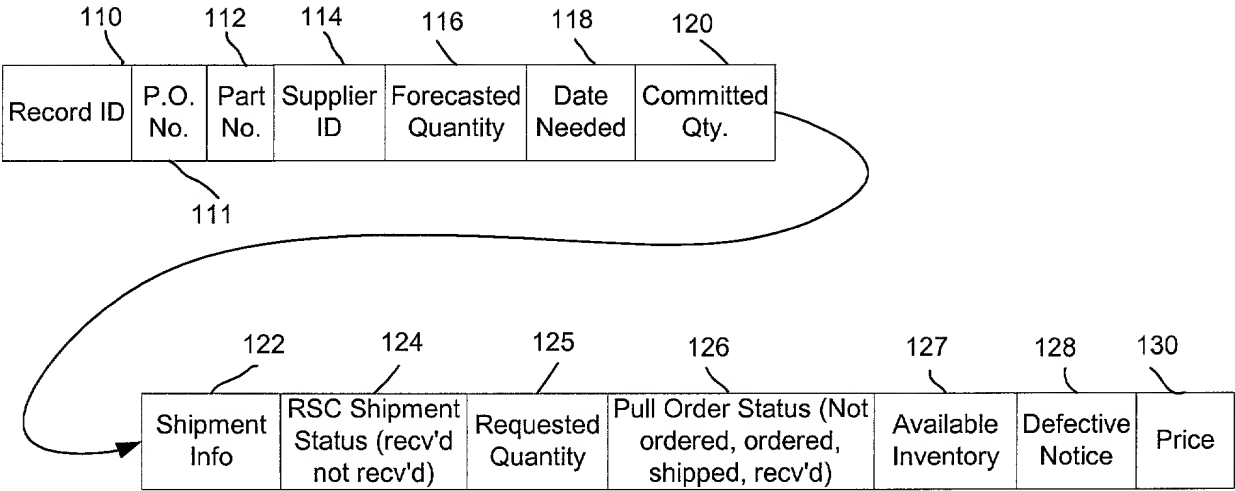 110 112 114 116 118 120
Record ID P.O. No. Part No. Supplier ID Forecasted Quantity Date Needed Committed Qty.
111
122 124 125 126 127 128 130
Shipment Info RSC Shipment Status (recv'd not recv'd) Requested Quantity Pull Order Status (Not ordered, ordered, shipped, recv'd) Available Inventory Defective Notice Price